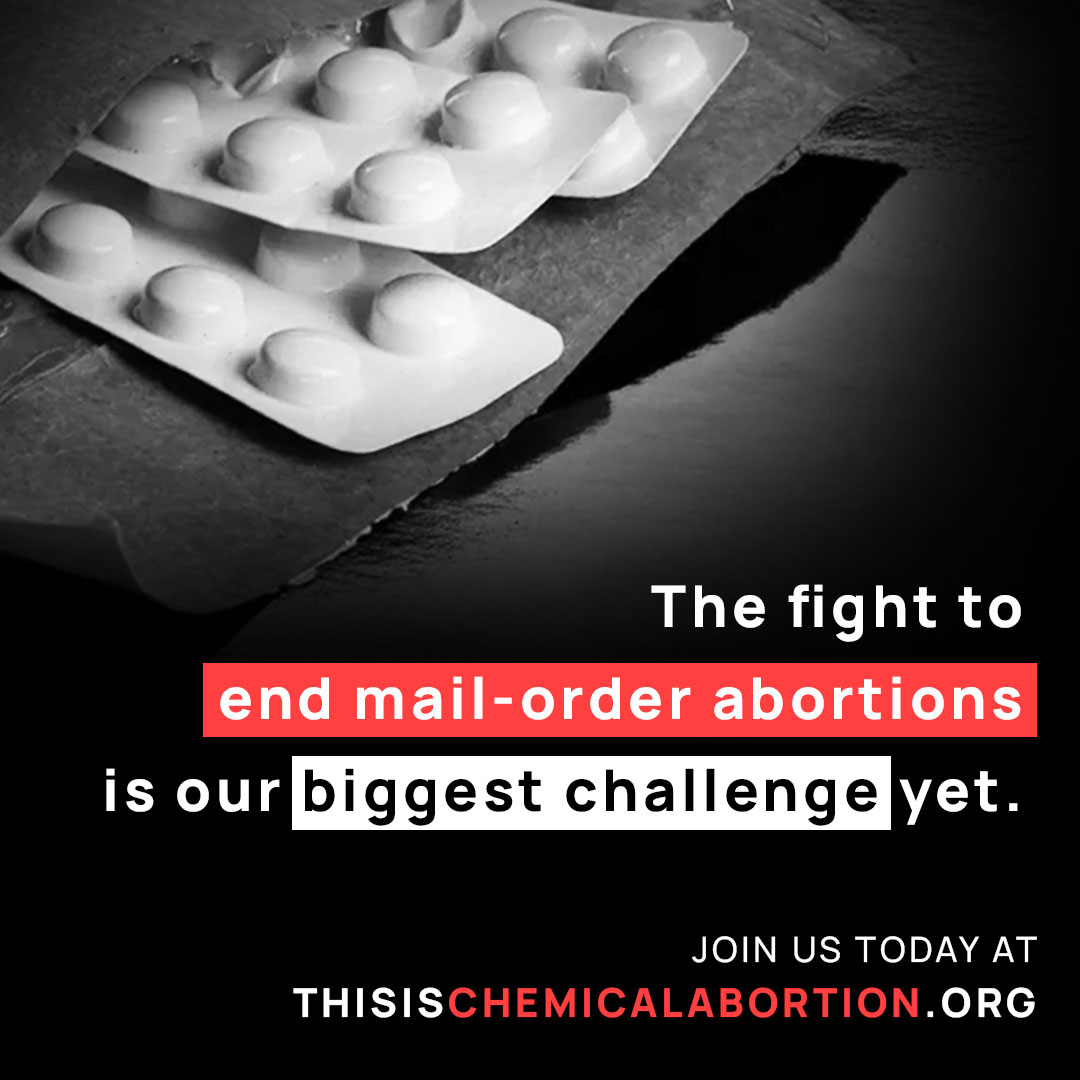 The fight to
end mail-order abortions
is our biggest challenge yet.
JOIN US TODAY AT
THISISCHEMICALABORTION.ORG